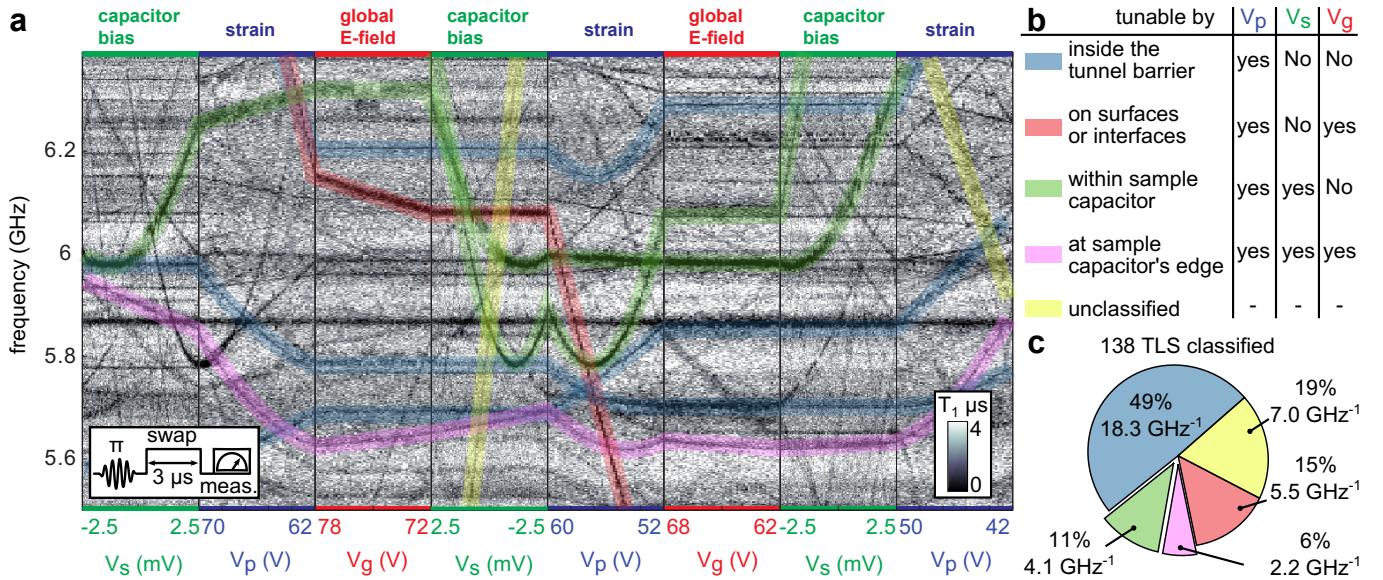 a
capacitor bias
strain
global E-field
capacitor bias
strain
global E-field
capacitor bias
strain
frequency (GHz)
6.2
6
5.8
5.6
π
swap
3 µs
meas.
T1 µs
4
0
-2.5 2.5 70 62 78 72 2.5 -2.5 60 52 68 62 -2.5 2.5 50 42
Vs (mV) Vp (V) Vg (V) Vs (mV) Vp (V) Vg (V) Vs (mV) Vp (V)
b
tunable by Vp Vs Vg
inside the
tunnel barrier yes No No
on surfaces
or interfaces yes No yes
within sample
capacitor yes yes No
at sample
capacitor's edge yes yes yes
unclassified - - -
c
138 TLS classified
49%
18.3 GHz-1
19%
7.0 GHz-1
15%
5.5 GHz-1
6%
2.2 GHz-1
11%
4.1 GHz-1